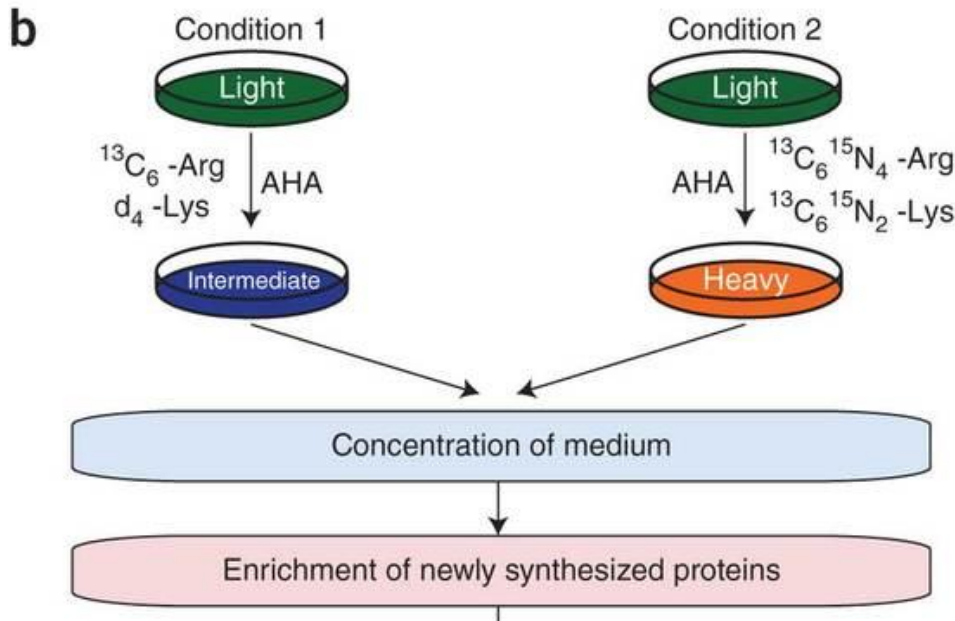 b
Condition 1
Condition 2
Light
Light
¹³C₆ -Arg
d₄ -Lys
AHA
AHA
¹³C₆ ¹⁵N₄ -Arg
¹³C₆ ¹⁵N₂ -Lys
Intermediate
Heavy
Concentration of medium
Enrichment of newly synthesized proteins